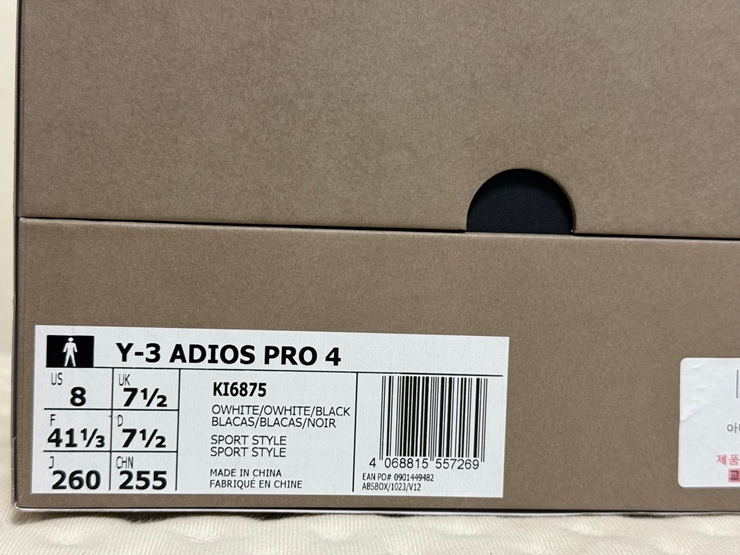 Y-3 ADIOS PRO 4
US 8 UK 7½
F 41⅓ D 7½
J 260 CHN 255
KI6875
OWHITE/OWHITE/BLACK
BLACAS/BLACAS/NOIR
SPORT STYLE
SPORT STYLE
MADE IN CHINA
FABRIQUÉ EN CHINE
4 068815 557269
EAN PO# 0901449482
ABSBOX/1023/V12
제품